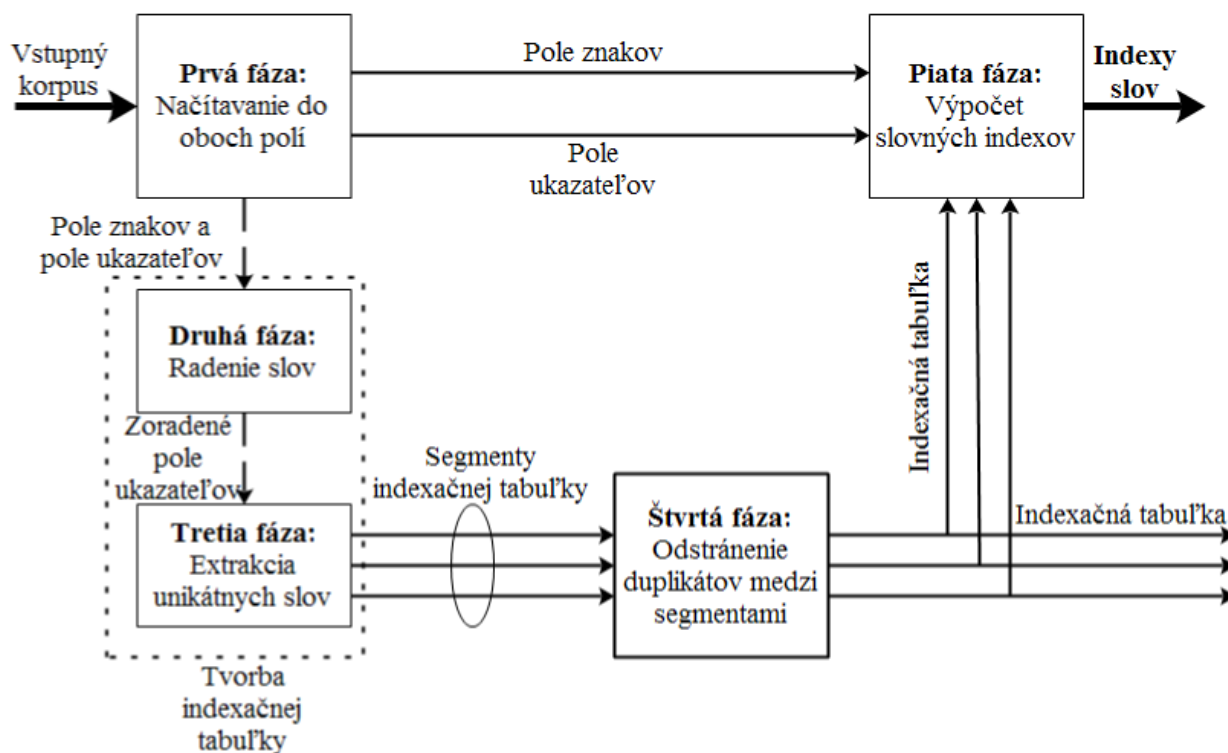 Vstupný
korpus
Prvá fáza:
Načítavanie do
oboch polí
Pole znakov
Pole
ukazateľov
Piata fáza:
Výpočet
slovných indexov
Indexy
slov
Pole znakov a
pole ukazateľov
Druhá fáza:
Radenie slov
Zoradené
pole
ukazateľov
Tretia fáza:
Extrakcia
unikátnych slov
Tvorba
indexačnej
tabuľky
Segmenty
indexačnej tabuľky
Štvrtá fáza:
Odstránenie
duplikátov medzi
segmentami
Indexačná tabuľka
Indexačná tabuľka